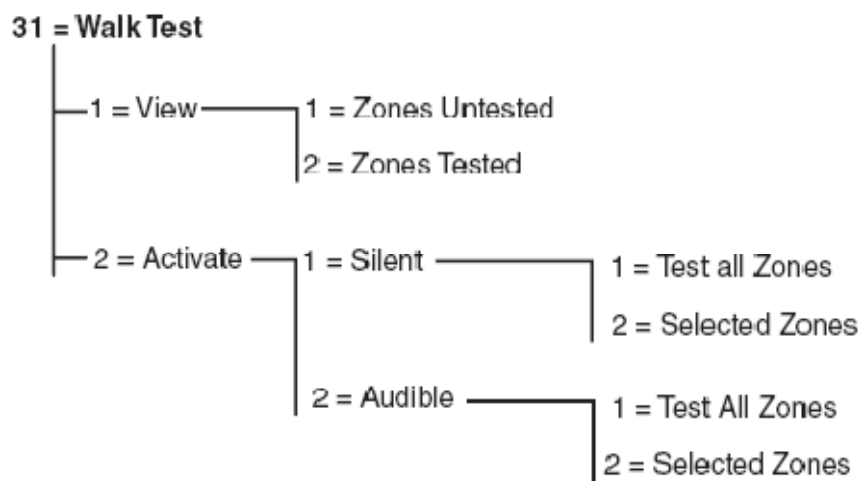 31 = Walk Test
1 = View
1 = Zones Untested
2 = Zones Tested
2 = Activate
1 = Silent
1 = Test all Zones
2 = Selected Zones
2 = Audible
1 = Test All Zones
2 = Selected Zones